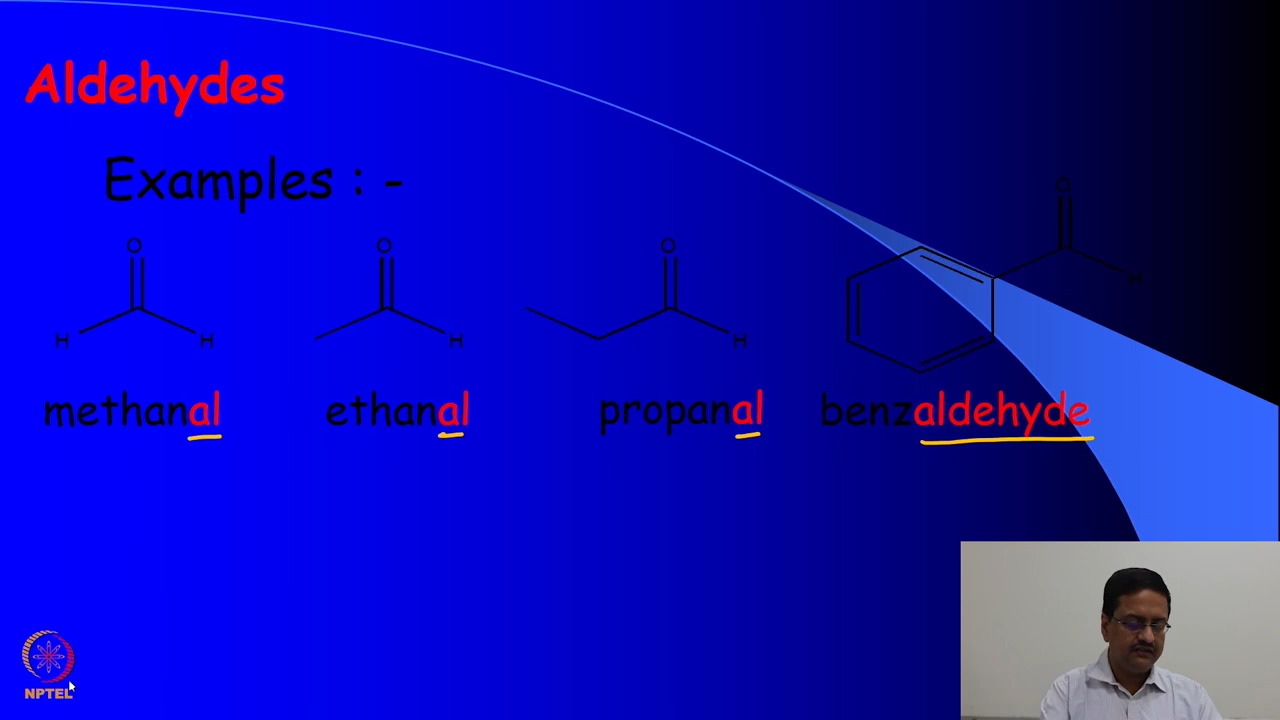 Aldehydes
Examples : -
O O O O
H H H H H
methanal ethanal propanal benzaldehyde
NPTEL